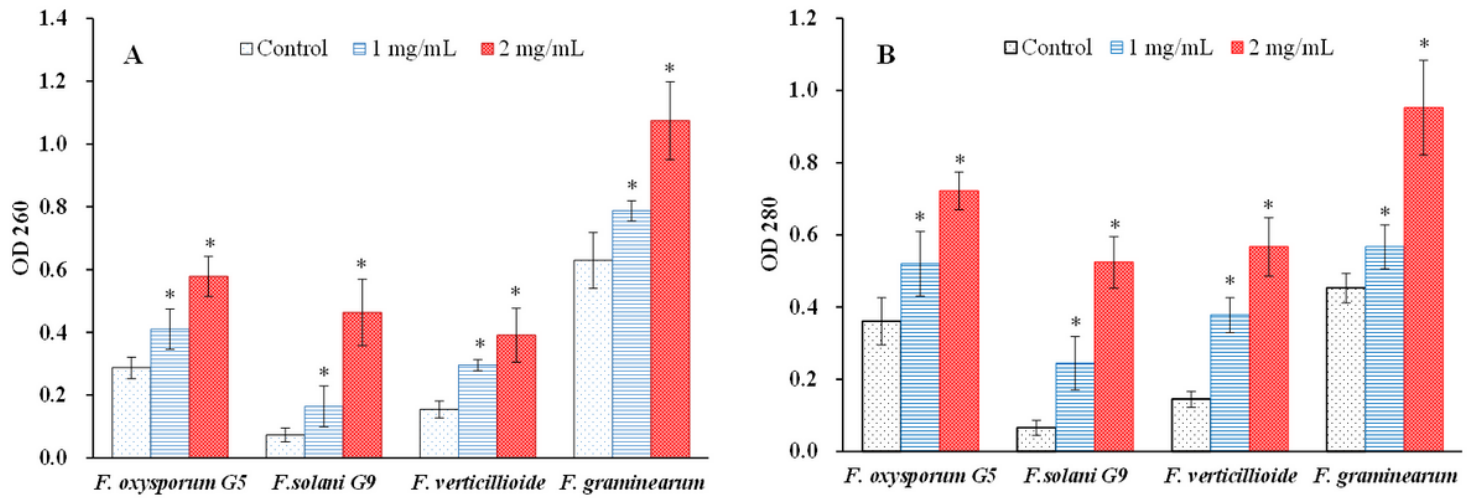 A
Control 1 mg/mL 2 mg/mL
OD 260
1.4
1.2
1.0
0.8
0.6
0.4
0.2
0.0
* * * * * * * *
F. oxysporum G5 F.solani G9 F. verticillioide F. graminearum
B
Control 1 mg/mL 2 mg/mL
OD 280
1.2
1.0
0.8
0.6
0.4
0.2
0.0
* * * * * * * *
F. oxysporum G5 F.solani G9 F. verticillioide F. graminearum